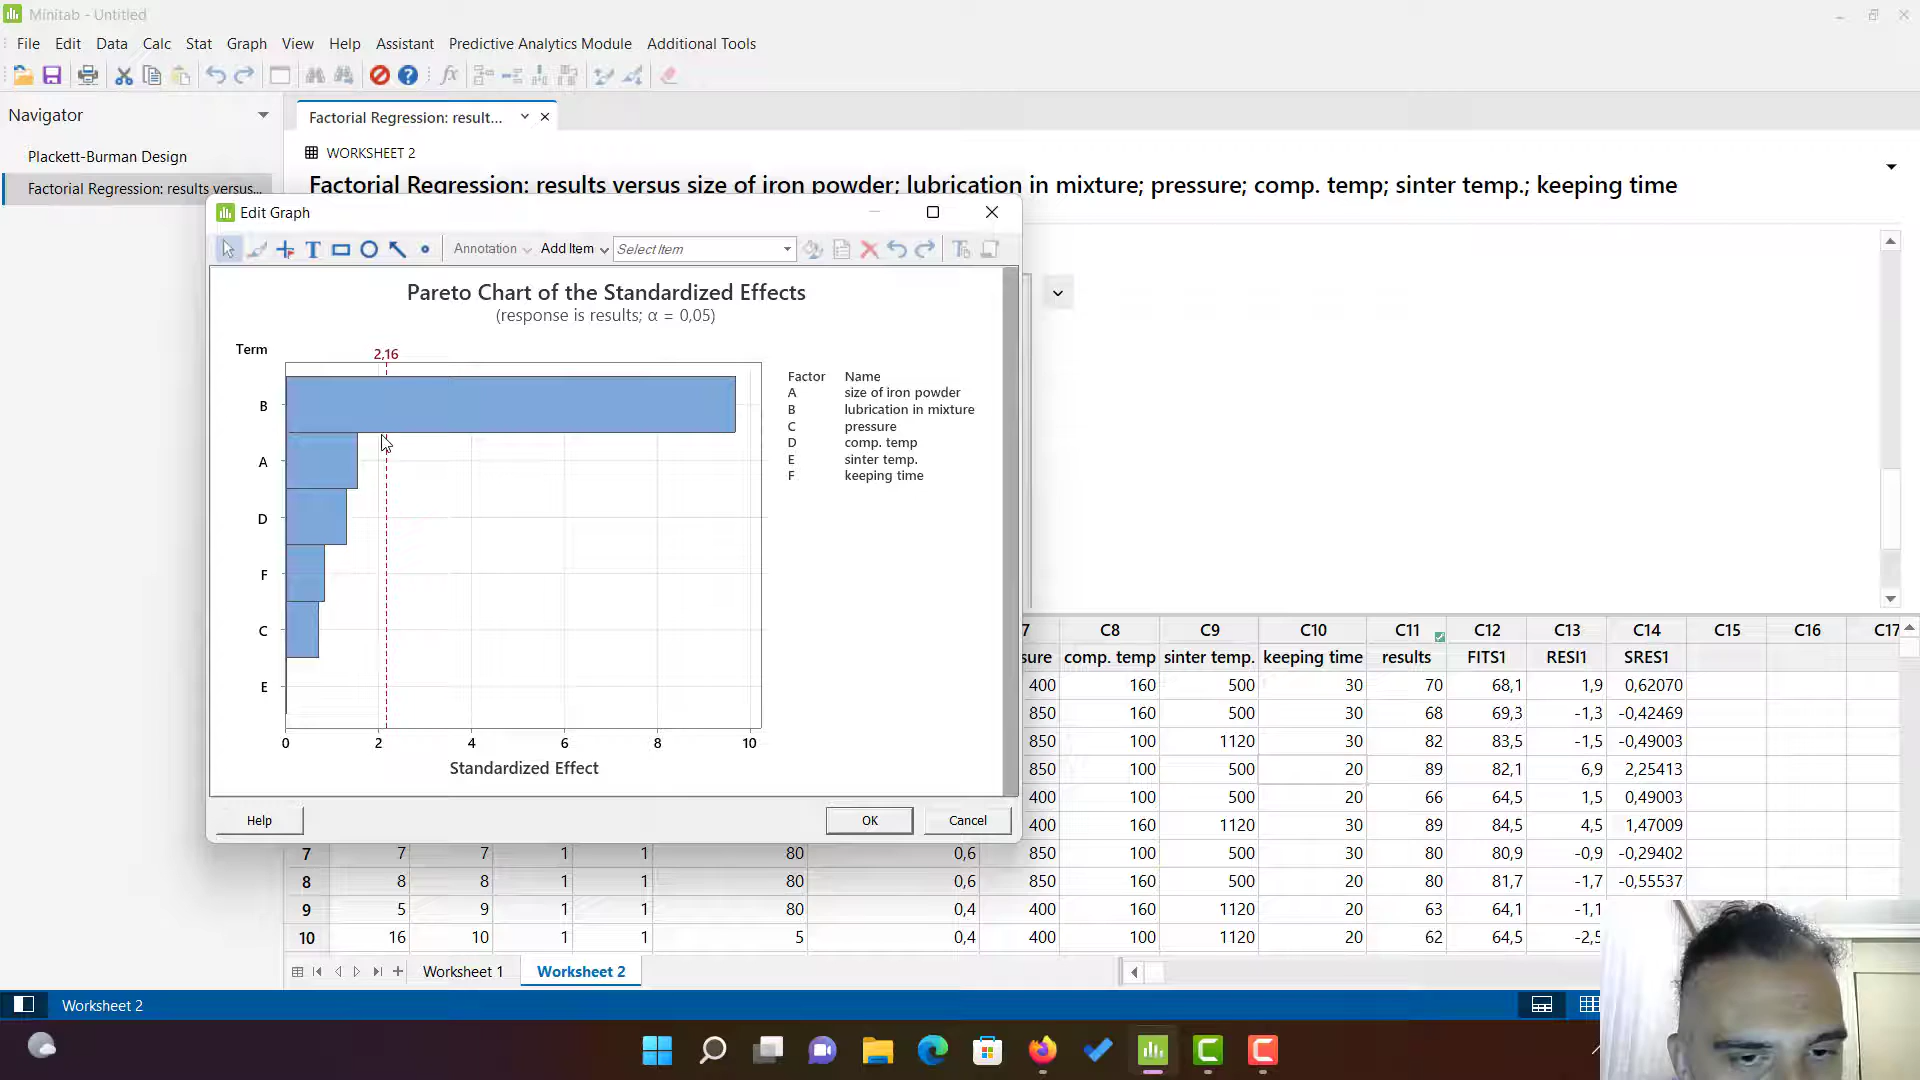 Minitab - Untitled
File Edit Data Calc Stat Graph View Help Assistant Predictive Analytics Module Additional Tools
Navigator
Factorial Regression: result...
Plackett-Burman Design
Factorial Regression: results versus...
WORKSHEET 2
Factorial Regression: results versus size of iron powder; lubrication in mixture; pressure; comp. temp; sinter temp.; keeping time
Edit Graph
Annotation Add Item Select Item
Pareto Chart of the Standardized Effects
(response is results; α = 0,05)
Term
2,16
B
A
D
F
C
E
0 2 4 6 8 10
Standardized Effect
Factor Name
A size of iron powder
B lubrication in mixture
C pressure
D comp. temp
E sinter temp.
F keeping time
Help OK Cancel
7 C8 C9 C10 C11 C12 C13 C14 C15 C16 C17
sure comp. temp sinter temp. keeping time results FITS1 RESI1 SRES1
400 160 500 30 70 68,1 1,9 0,62070
850 160 500 30 68 69,3 -1,3 -0,42469
850 100 1120 30 82 83,5 -1,5 -0,49003
850 100 500 20 89 82,1 6,9 2,25413
400 100 500 20 66 64,5 1,5 0,49003
400 160 1120 30 89 84,5 4,5 1,47009
7 7 7 1 1 80 0,6 850 100 500 30 80 80,9 -0,9 -0,29402
8 8 8 1 1 80 0,6 850 160 500 20 80 81,7 -1,7 -0,55537
9 5 9 1 1 80 0,4 400 160 1120 20 63 64,1 -1,1
10 16 10 1 1 5 0,4 400 100 1120 20 62 64,5 -2,5
Worksheet 1 Worksheet 2
Worksheet 2